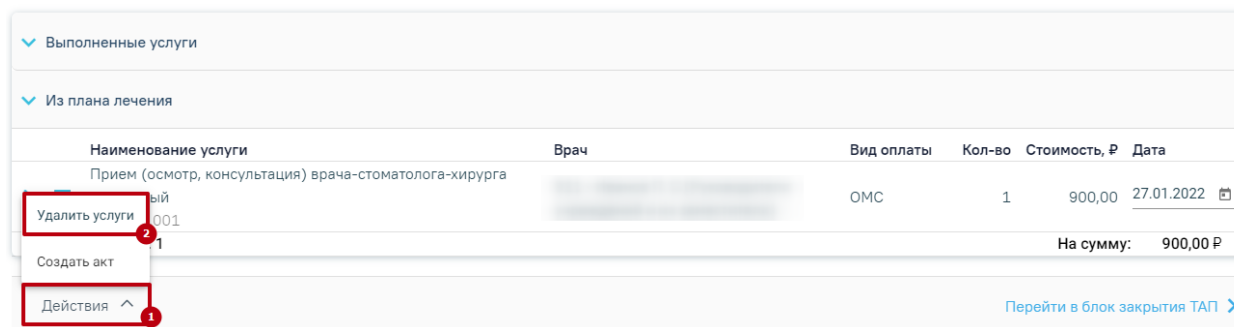 Выполненные услуги
Из плана лечения
Наименование услуги Врач Вид оплаты Кол-во Стоимость, ₽ Дата
Прием (осмотр, консультация) врача-стоматолога-хирурга
ый ОМС 1 900,00 27.01.2022
001
1 На сумму: 900,00 ₽
Удалить услуги
2
Создать акт
Действия
1
Перейти в блок закрытия ТАП